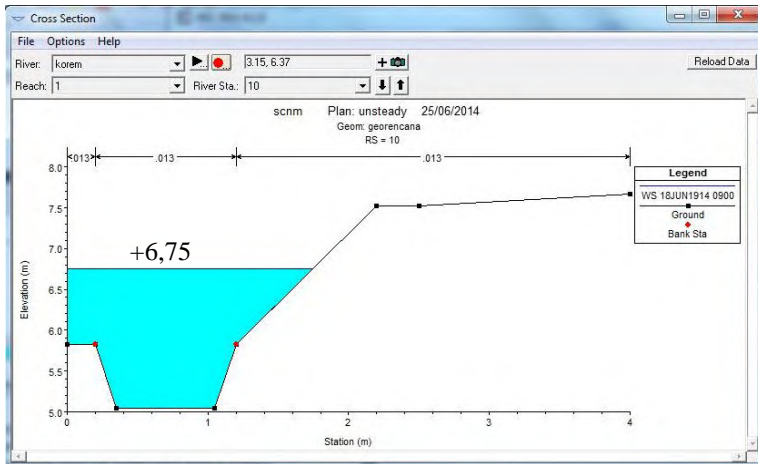 Cross Section
File Options Help
River: korem 3.15, 6.37 Reload Data
Reach: 1 River Sta.: 10
scnm Plan: unsteady 25/06/2014
Geom: georencana
RS = 10
.013 .013 .013
Legend
WS 18JUN1914 0900
Ground
Bank Sta
+6,75
Elevation (m)
8.0
7.5
7.0
6.5
6.0
5.5
5.0
0 1 2 3 4
Station (m)